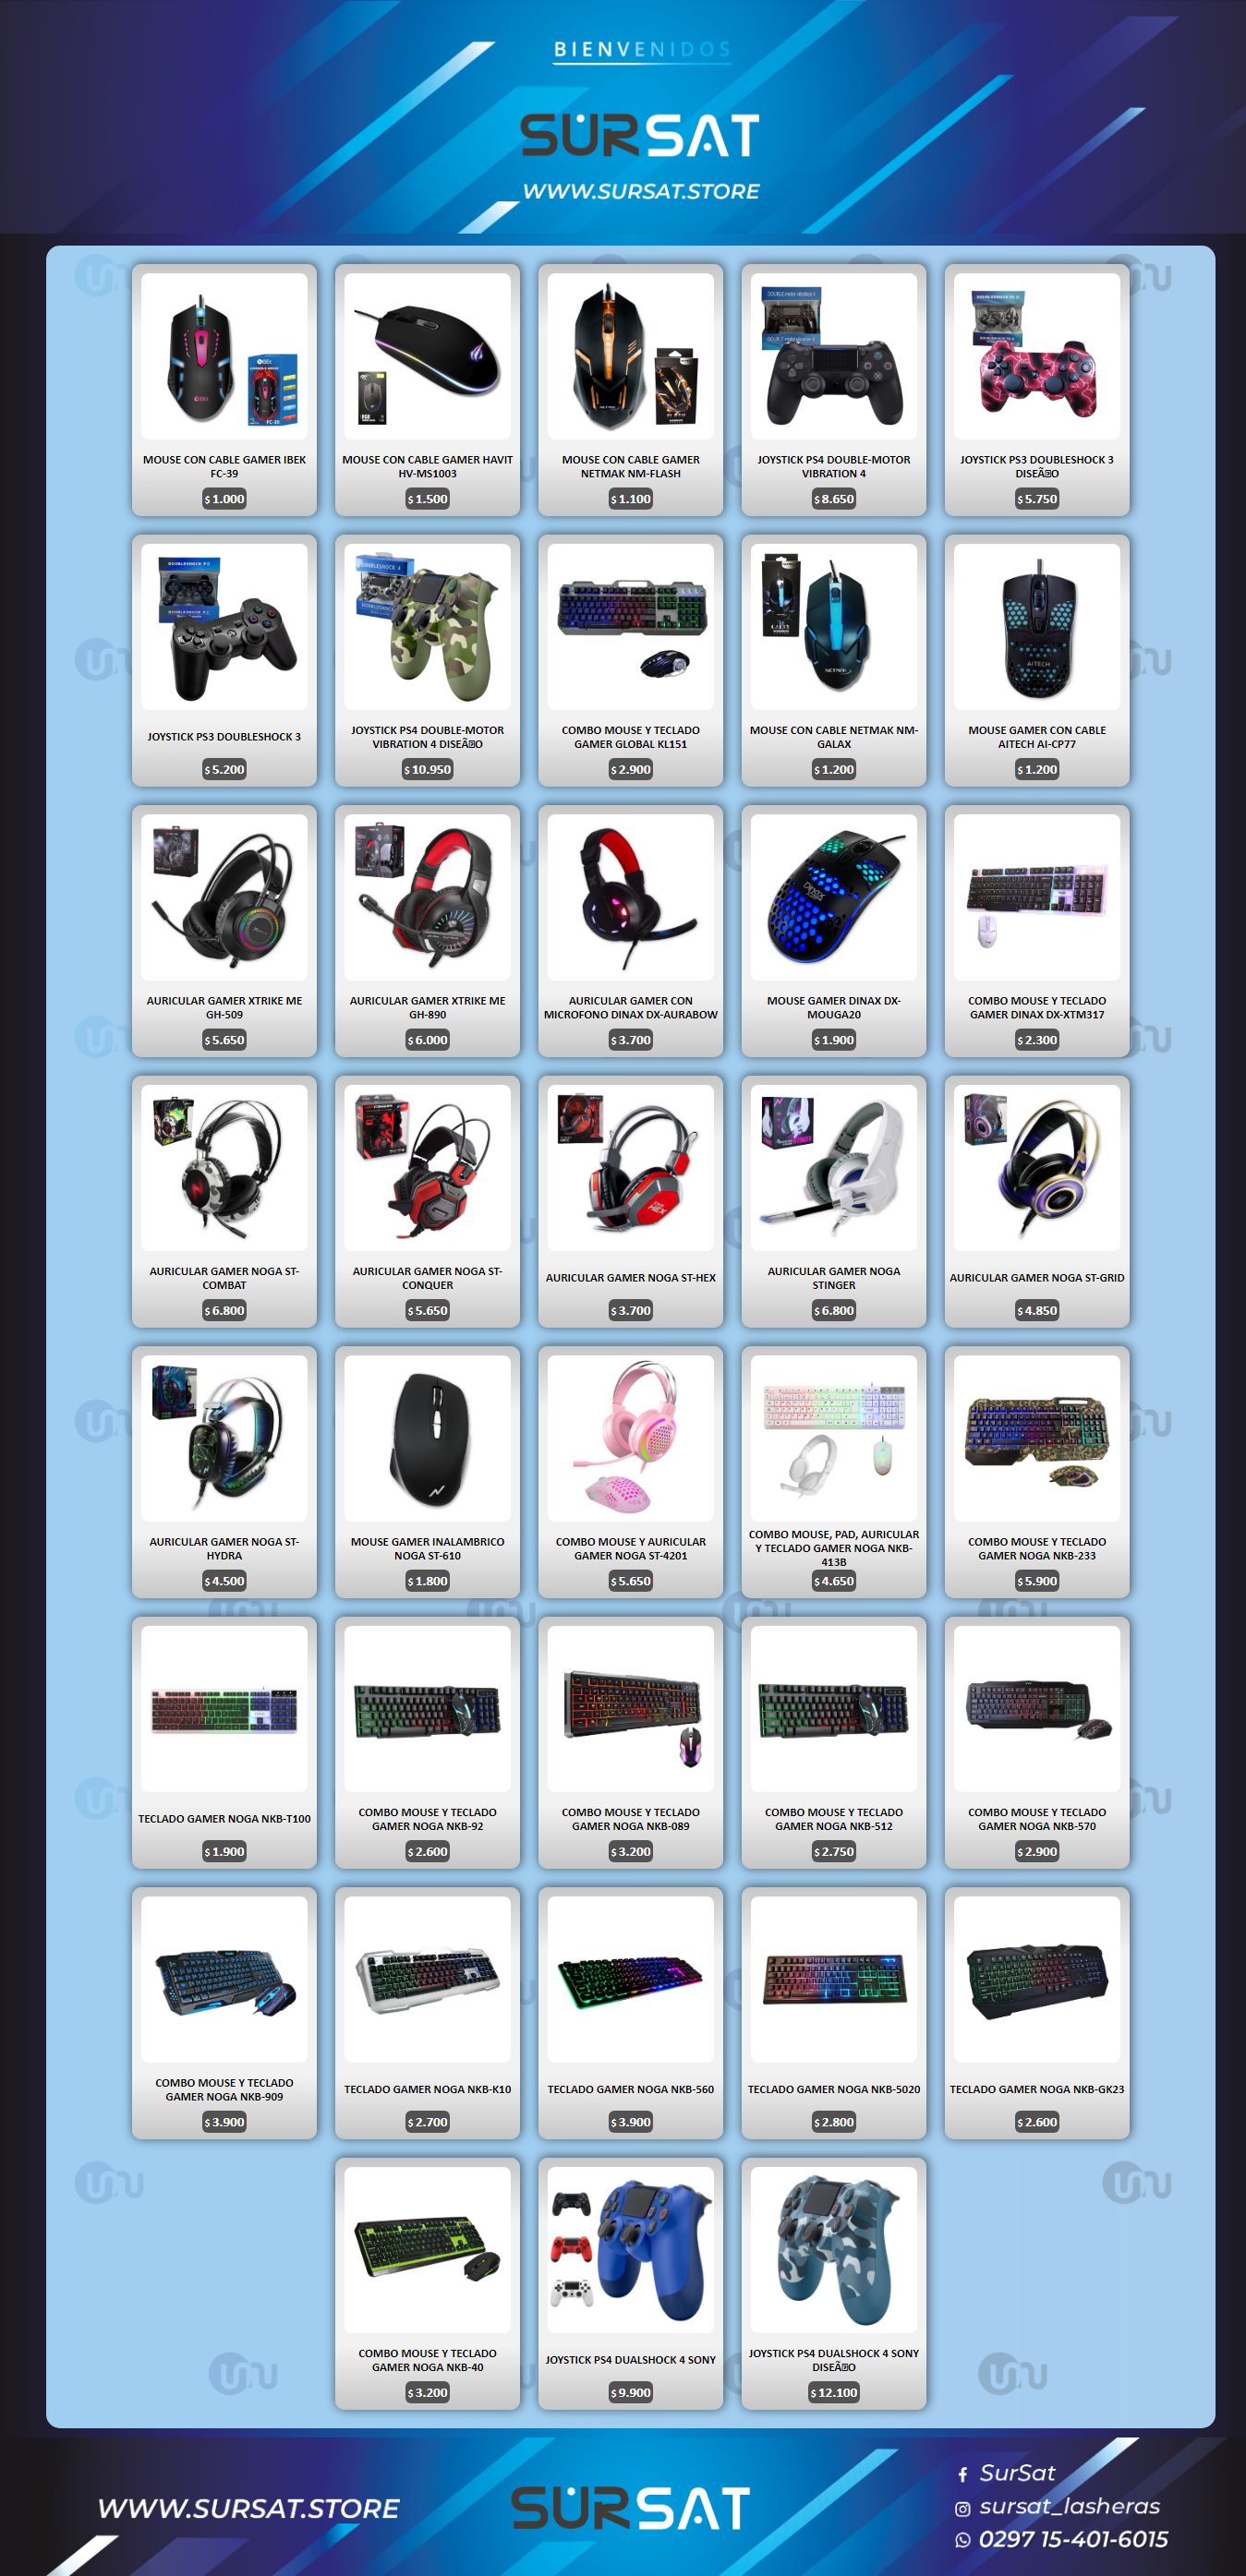 BIENVENIDOS
SURSAT
WWW.SURSAT.STORE
MOUSE CON CABLE GAMER IBEK
FC-39
$ 1.000
MOUSE CON CABLE GAMER HAVIT
HV-MS1003
$ 1.500
MOUSE CON CABLE GAMER
NETMAK NM-FLASH
$ 1.100
JOYSTICK PS4 DOUBLE-MOTOR
VIBRATION 4
$ 8.650
JOYSTICK PS3 DOUBLESHOCK 3
DISEÃO
$ 5.750
JOYSTICK PS3 DOUBLESHOCK 3
$ 5.200
JOYSTICK PS4 DOUBLE-MOTOR
VIBRATION 4 DISEÃO
$ 10.950
COMBO MOUSE Y TECLADO
GAMER GLOBAL KL151
$ 2.900
MOUSE CON CABLE NETMAK NM-
GALAX
$ 1.200
MOUSE GAMER CON CABLE
AITECH AI-CP77
$ 1.200
AURICULAR GAMER XTRIKE ME
GH-509
$ 5.650
AURICULAR GAMER XTRIKE ME
GH-890
$ 6.000
AURICULAR GAMER CON
MICROFONO DINAX DX-AURABOW
$ 3.700
MOUSE GAMER DINAX DX-
MOUGA20
$ 1.900
COMBO MOUSE Y TECLADO
GAMER DINAX DX-XTM317
$ 2.300
AURICULAR GAMER NOGA ST-
COMBAT
$ 6.800
AURICULAR GAMER NOGA ST-
CONQUER
$ 5.650
AURICULAR GAMER NOGA ST-HEX
$ 3.700
AURICULAR GAMER NOGA
STINGER
$ 6.800
AURICULAR GAMER NOGA ST-GRID
$ 4.850
AURICULAR GAMER NOGA ST-
HYDRA
$ 4.500
MOUSE GAMER INALAMBRICO
NOGA ST-610
$ 1.800
COMBO MOUSE Y AURICULAR
GAMER NOGA ST-4201
$ 5.650
COMBO MOUSE, PAD, AURICULAR
Y TECLADO GAMER NOGA NKB-
413B
$ 4.650
COMBO MOUSE Y TECLADO
GAMER NOGA NKB-233
$ 5.900
TECLADO GAMER NOGA NKB-T100
$ 1.900
COMBO MOUSE Y TECLADO
GAMER NOGA NKB-92
$ 2.600
COMBO MOUSE Y TECLADO
GAMER NOGA NKB-089
$ 3.200
COMBO MOUSE Y TECLADO
GAMER NOGA NKB-512
$ 2.750
COMBO MOUSE Y TECLADO
GAMER NOGA NKB-570
$ 2.900
COMBO MOUSE Y TECLADO
GAMER NOGA NKB-909
$ 3.900
TECLADO GAMER NOGA NKB-K10
$ 2.700
TECLADO GAMER NOGA NKB-560
$ 3.900
TECLADO GAMER NOGA NKB-5020
$ 2.800
TECLADO GAMER NOGA NKB-GK23
$ 2.600
COMBO MOUSE Y TECLADO
GAMER NOGA NKB-40
$ 3.200
JOYSTICK PS4 DUALSHOCK 4 SONY
$ 9.900
JOYSTICK PS4 DUALSHOCK 4 SONY
DISEÃO
$ 12.100
WWW.SURSAT.STORE
SURSAT
SurSat
sursat_lasheras
0297 15-401-6015